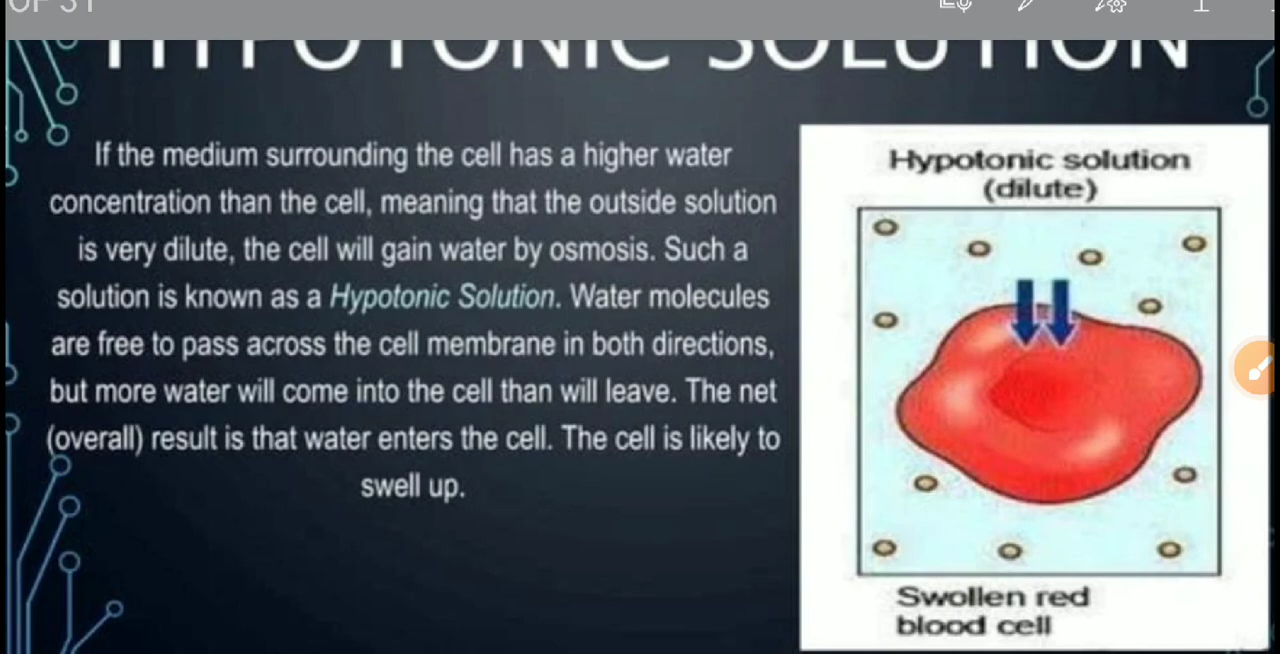 OF 31
HYPOTONIC SOLUTION
If the medium surrounding the cell has a higher water
concentration than the cell, meaning that the outside solution
is very dilute, the cell will gain water by osmosis. Such a
solution is known as a Hypotonic Solution. Water molecules
are free to pass across the cell membrane in both directions,
but more water will come into the cell than will leave. The net
(overall) result is that water enters the cell. The cell is likely to
swell up.
Hypotonic solution
(dilute)
Swollen red
blood cell